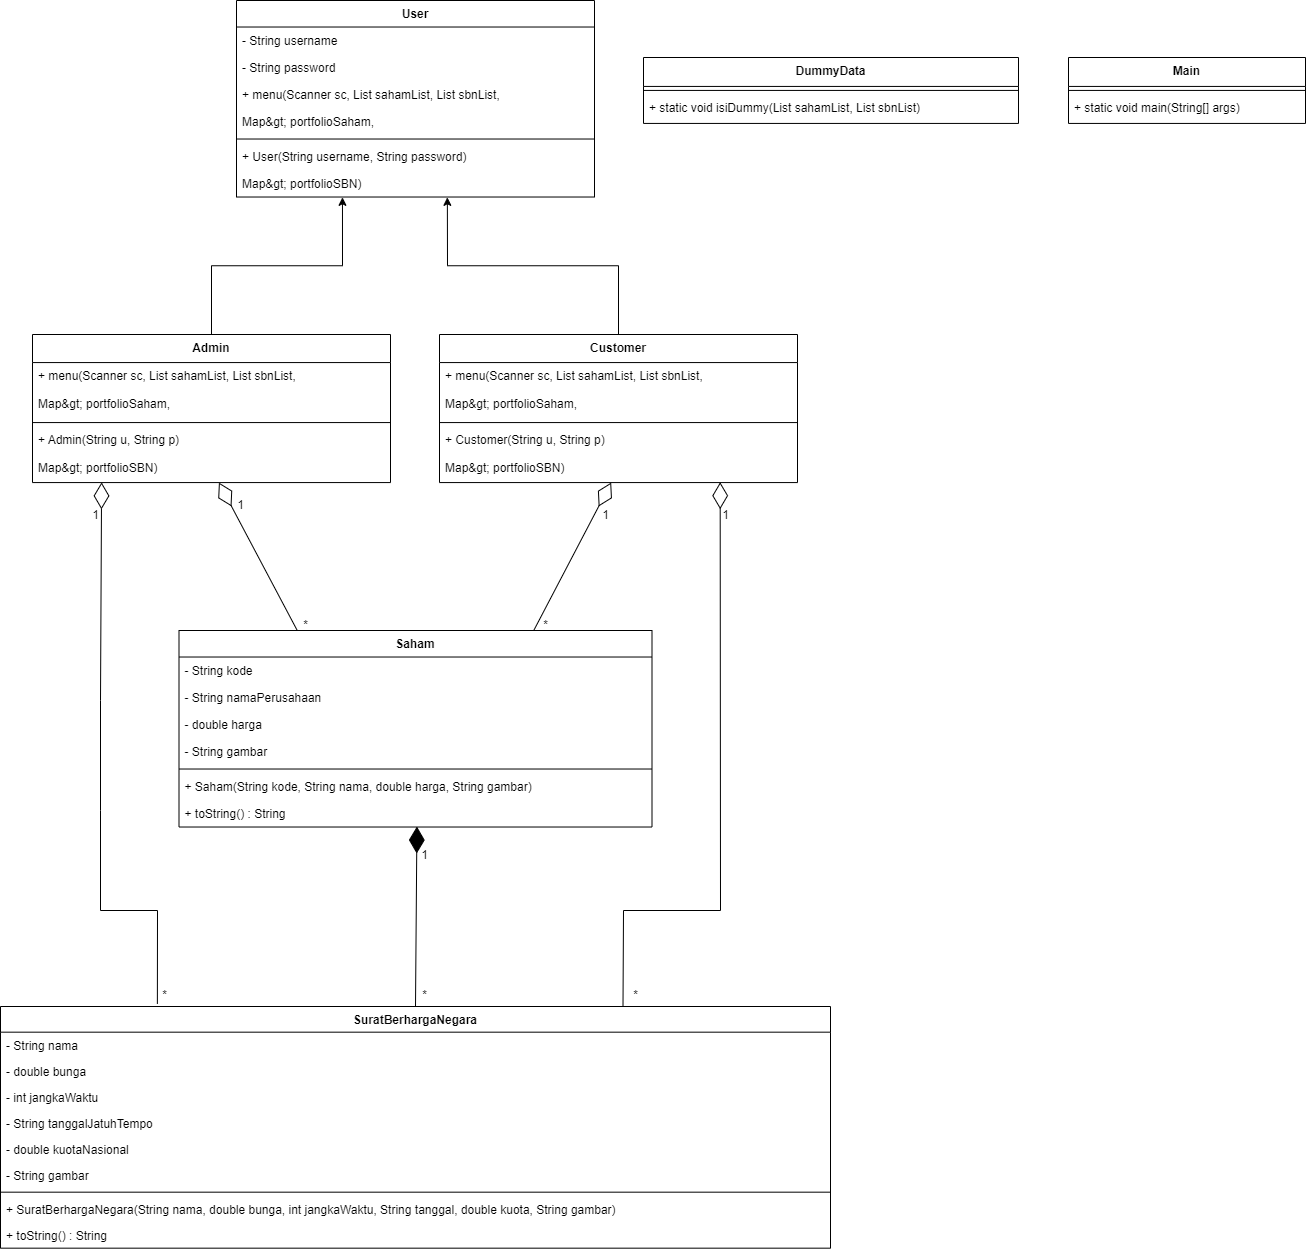 User
- String username
- String password
+ menu(Scanner sc, List sahamList, List sbnList,
Map&gt; portfolioSaham,
+ User(String username, String password)
Map&gt; portfolioSBN)
DummyData
+ static void isiDummy(List sahamList, List sbnList)
Main
+ static void main(String[] args)
Admin
+ menu(Scanner sc, List sahamList, List sbnList,
Map&gt; portfolioSaham,
+ Admin(String u, String p)
Map&gt; portfolioSBN)
Customer
+ menu(Scanner sc, List sahamList, List sbnList,
Map&gt; portfolioSaham,
+ Customer(String u, String p)
Map&gt; portfolioSBN)
1
1
1
1
*
*
Saham
- String kode
- String namaPerusahaan
- double harga
- String gambar
+ Saham(String kode, String nama, double harga, String gambar)
+ toString() : String
1
*
*
*
SuratBerhargaNegara
- String nama
- double bunga
- int jangkaWaktu
- String tanggalJatuhTempo
- double kuotaNasional
- String gambar
+ SuratBerhargaNegara(String nama, double bunga, int jangkaWaktu, String tanggal, double kuota, String gambar)
+ toString() : String